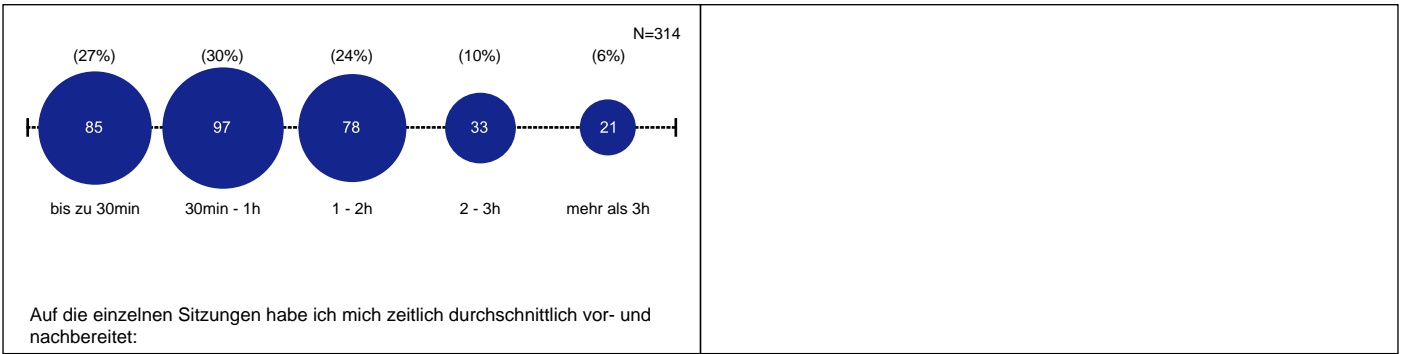 N=314
(27%) (30%) (24%) (10%) (6%)
85 97 78 33 21
bis zu 30min 30min - 1h 1 - 2h 2 - 3h mehr als 3h
Auf die einzelnen Sitzungen habe ich mich zeitlich durchschnittlich vor- und
nachbereitet: